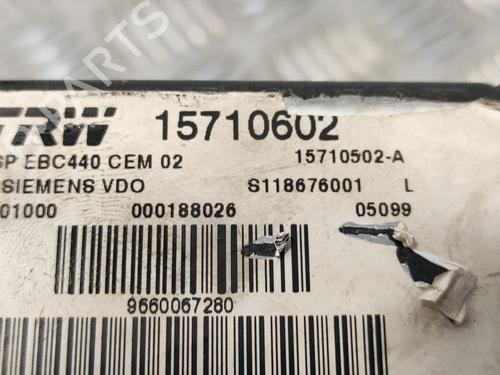 TRW 15710602
SP EBC440 CEM 02 15710502-A
SIEMENS VDO S118676001 L
01000 000188026 05099
9660067280